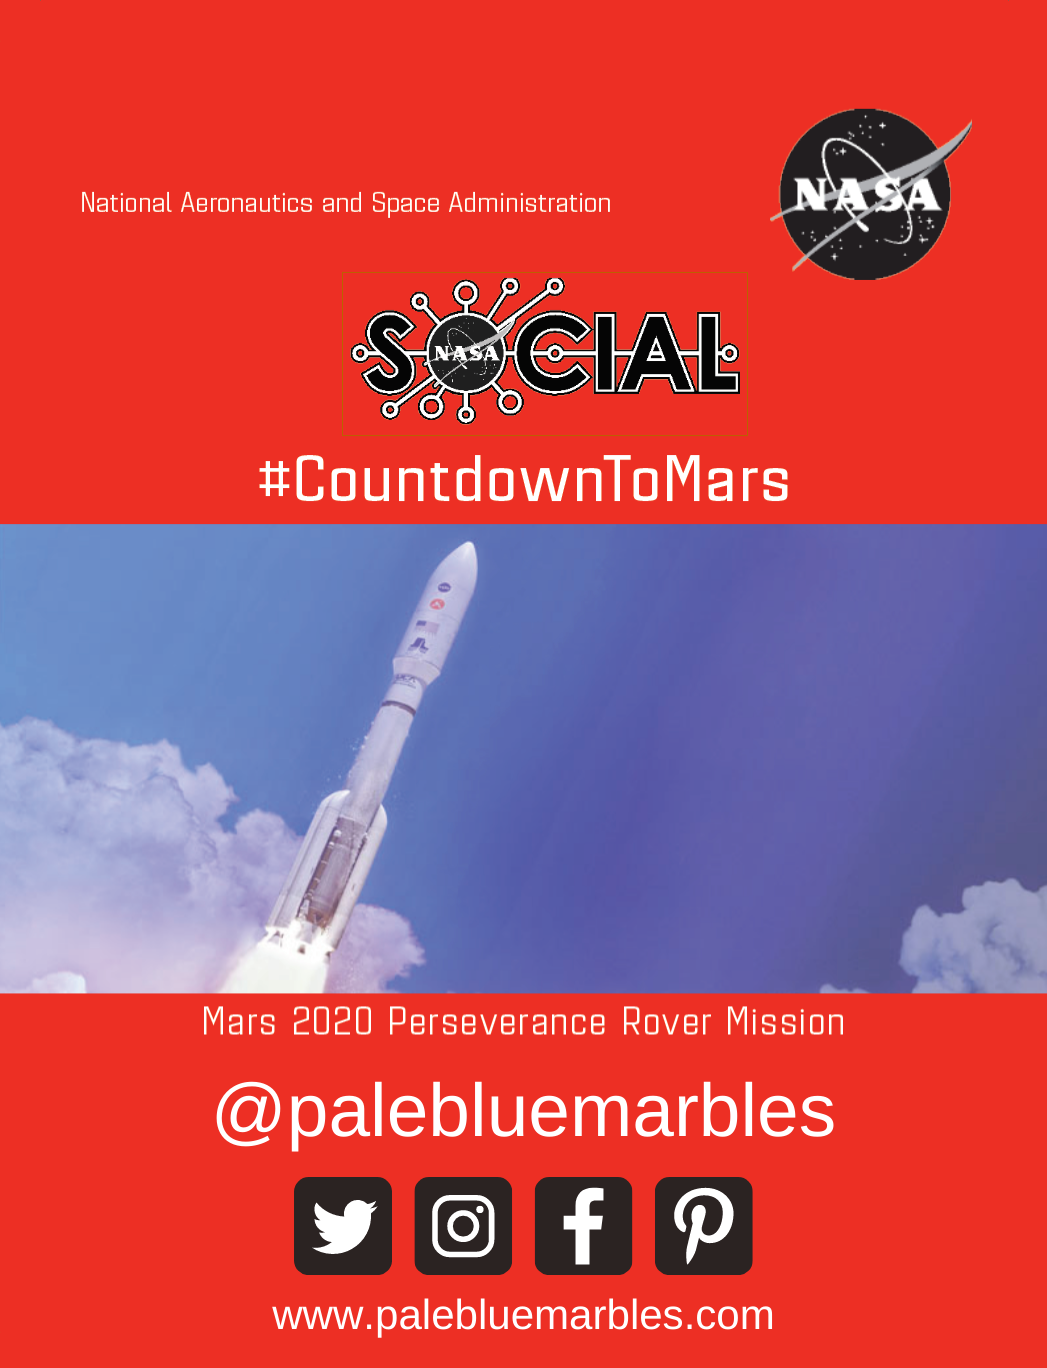 National Aeronautics and Space Administration
NASA
SOCIAL
NASA
#CountdownToMars
Mars 2020 Perseverance Rover Mission
@palebluemarbles
www.palebluemarbles.com